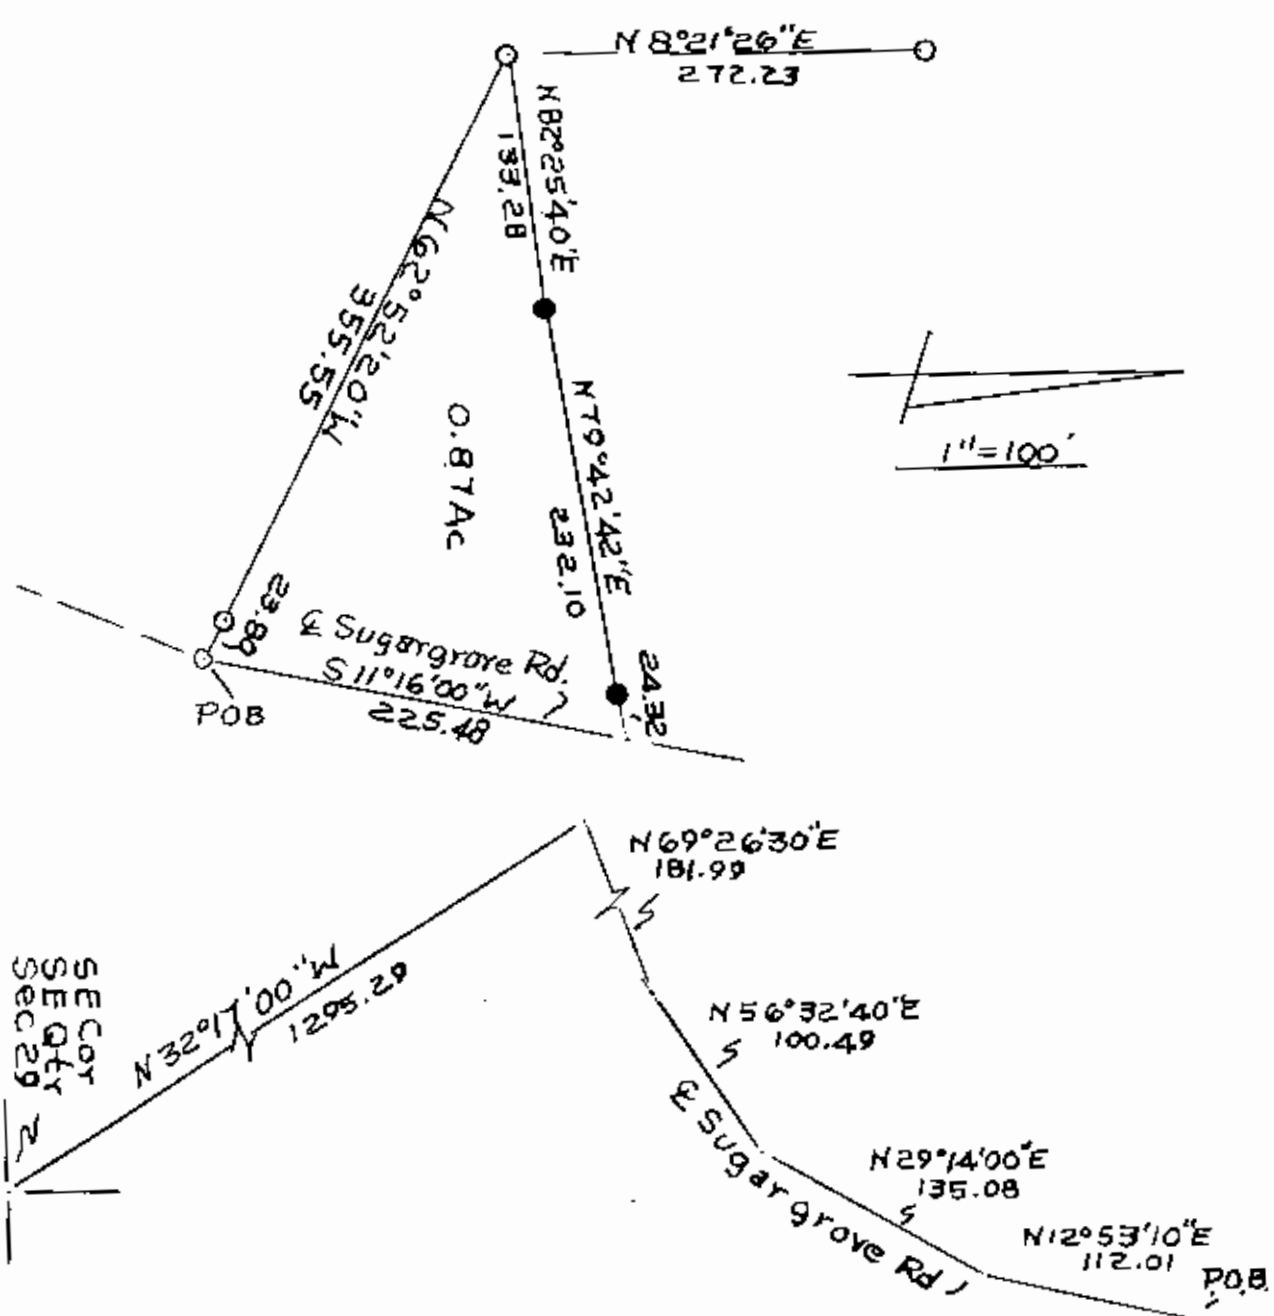 N 8°21'26"E
272.23
N82°25'40"E
133.28
N62°52'20"W
355.55
N79°42'42"E
232.10
0.87Ac
1"=100'
23.89
24.32
℄ Sugargrove Rd.
S 11°16'00"W
225.48
POB
N69°26'30"E
181.99
SE Cor
SE Qtr
Sec 29
N32°17'00"W
1295.29
N56°32'40"E
100.49
℄ Sugargrove Rd
N29°14'00"E
135.08
N12°53'10"E
112.01
P.O.B.